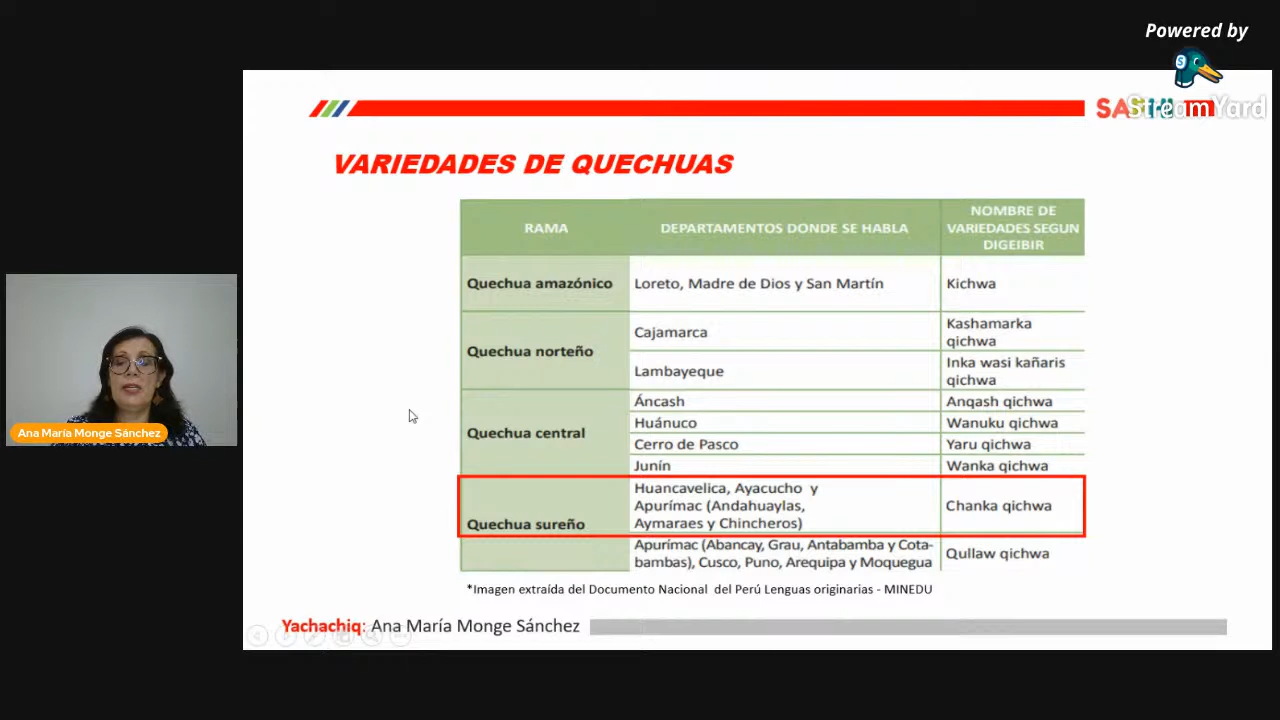 Powered by
StreamYard
VARIEDADES DE QUECHUAS
RAMA
DEPARTAMENTOS DONDE SE HABLA
NOMBRE DE
VARIEDADES SEGUN
DIGEIBIR
Quechua amazónico
Loreto, Madre de Dios y San Martín
Kichwa
Quechua norteño
Cajamarca
Kashamarka
qichwa
Lambayeque
Inka wasi kañaris
qichwa
Quechua central
Áncash
Anqash qichwa
Huánuco
Wanuku qichwa
Cerro de Pasco
Yaru qichwa
Junín
Wanka qichwa
Quechua sureño
Huancavelica, Ayacucho y
Apurímac (Andahuaylas,
Aymaraes y Chincheros)
Chanka qichwa
Apurímac (Abancay, Grau, Antabamba y Cota-
bambas), Cusco, Puno, Arequipa y Moquegua
Qullaw qichwa
*Imagen extraída del Documento Nacional del Perú Lenguas originarias - MINEDU
Yachachiq: Ana María Monge Sánchez
Ana María Monge Sánchez